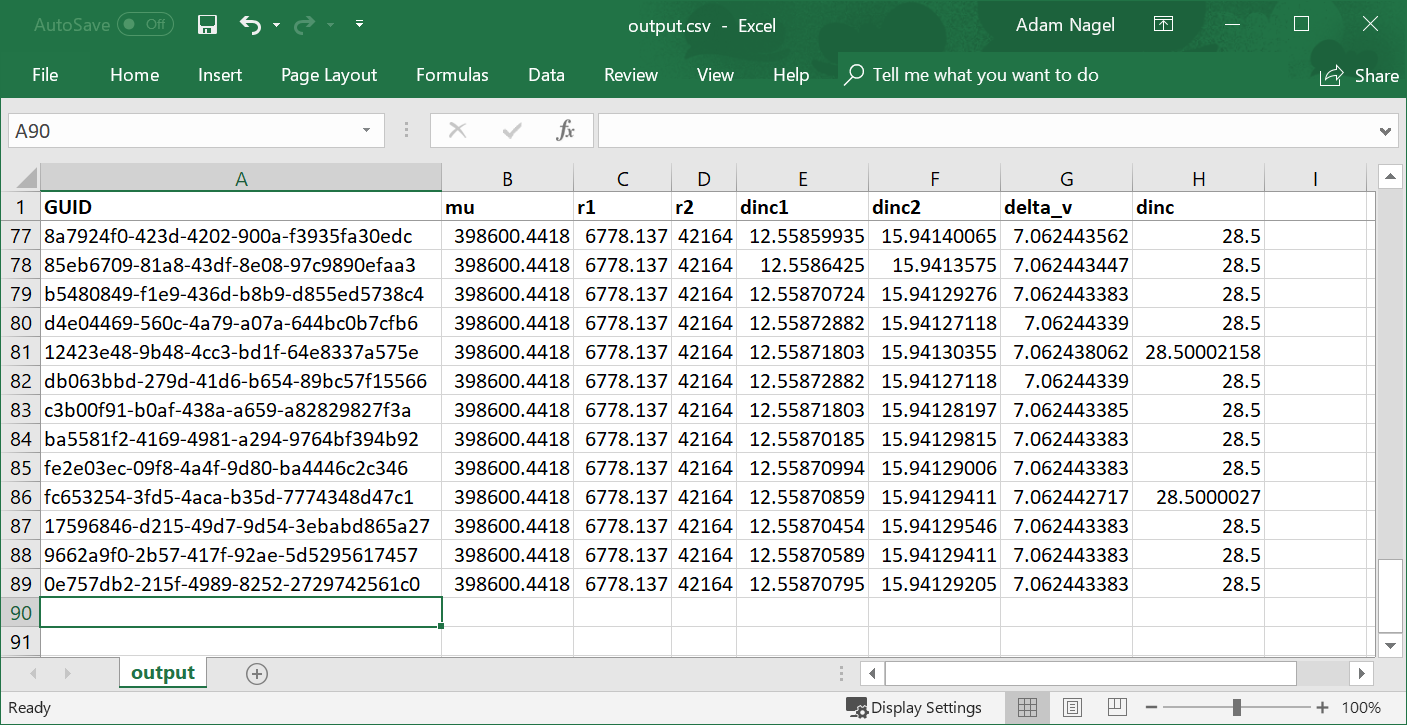 AutoSave Off output.csv - Excel Adam Nagel
File Home Insert Page Layout Formulas Data Review View Help Tell me what you want to do Share
A90 fx
A B C D E F G H I
1 GUID mu r1 r2 dinc1 dinc2 delta_v dinc
77 8a7924f0-423d-4202-900a-f3935fa30edc 398600.4418 6778.137 42164 12.55859935 15.94140065 7.062443562 28.5
78 85eb6709-81a8-43df-8e08-97c9890efaa3 398600.4418 6778.137 42164 12.5586425 15.9413575 7.062443447 28.5
79 b5480849-f1e9-436d-b8b9-d855ed5738c4 398600.4418 6778.137 42164 12.55870724 15.94129276 7.062443383 28.5
80 d4e04469-560c-4a79-a07a-644bc0b7cfb6 398600.4418 6778.137 42164 12.55872882 15.94127118 7.06244339 28.5
81 12423e48-9b48-4cc3-bd1f-64e8337a575e 398600.4418 6778.137 42164 12.55871803 15.94130355 7.062438062 28.50002158
82 db063bbd-279d-41d6-b654-89bc57f15566 398600.4418 6778.137 42164 12.55872882 15.94127118 7.06244339 28.5
83 c3b00f91-b0af-438a-a659-a82829827f3a 398600.4418 6778.137 42164 12.55871803 15.94128197 7.062443385 28.5
84 ba5581f2-4169-4981-a294-9764bf394b92 398600.4418 6778.137 42164 12.55870185 15.94129815 7.062443383 28.5
85 fe2e03ec-09f8-4a4f-9d80-ba4446c2c346 398600.4418 6778.137 42164 12.55870994 15.94129006 7.062443383 28.5
86 fc653254-3fd5-4aca-b35d-7774348d47c1 398600.4418 6778.137 42164 12.55870859 15.94129411 7.062442717 28.5000027
87 17596846-d215-49d7-9d54-3ebabd865a27 398600.4418 6778.137 42164 12.55870454 15.94129546 7.062443383 28.5
88 9662a9f0-2b57-417f-92ae-5d5295617457 398600.4418 6778.137 42164 12.55870589 15.94129411 7.062443383 28.5
89 0e757db2-215f-4989-8252-2729742561c0 398600.4418 6778.137 42164 12.55870795 15.94129205 7.062443383 28.5
90
91
output
Ready Display Settings 100%